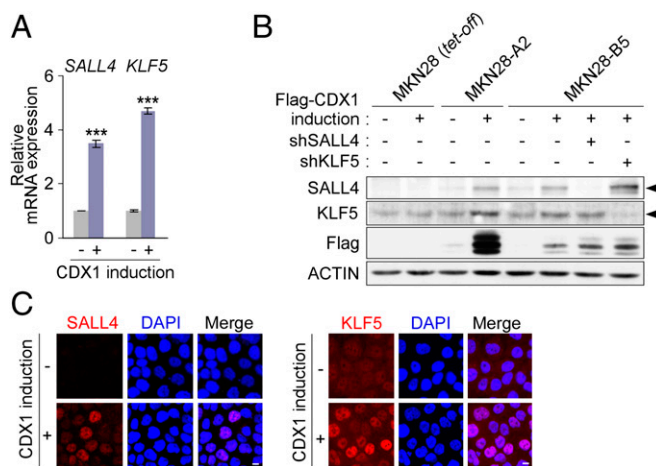 A
SALL4 KLF5
*** ***
Relative
mRNA expression
6
4
2
0
- + - +
CDX1 induction
B
MKN28 (tet-off)
MKN28-A2
MKN28-B5
Flag-CDX1
induction : - + - + - + + +
shSALL4 : - - - - - - + -
shKLF5 : - - - - - - - +
SALL4
KLF5
Flag
ACTIN
C
SALL4 DAPI Merge
CDX1 induction
-
+
KLF5 DAPI Merge
CDX1 induction
-
+